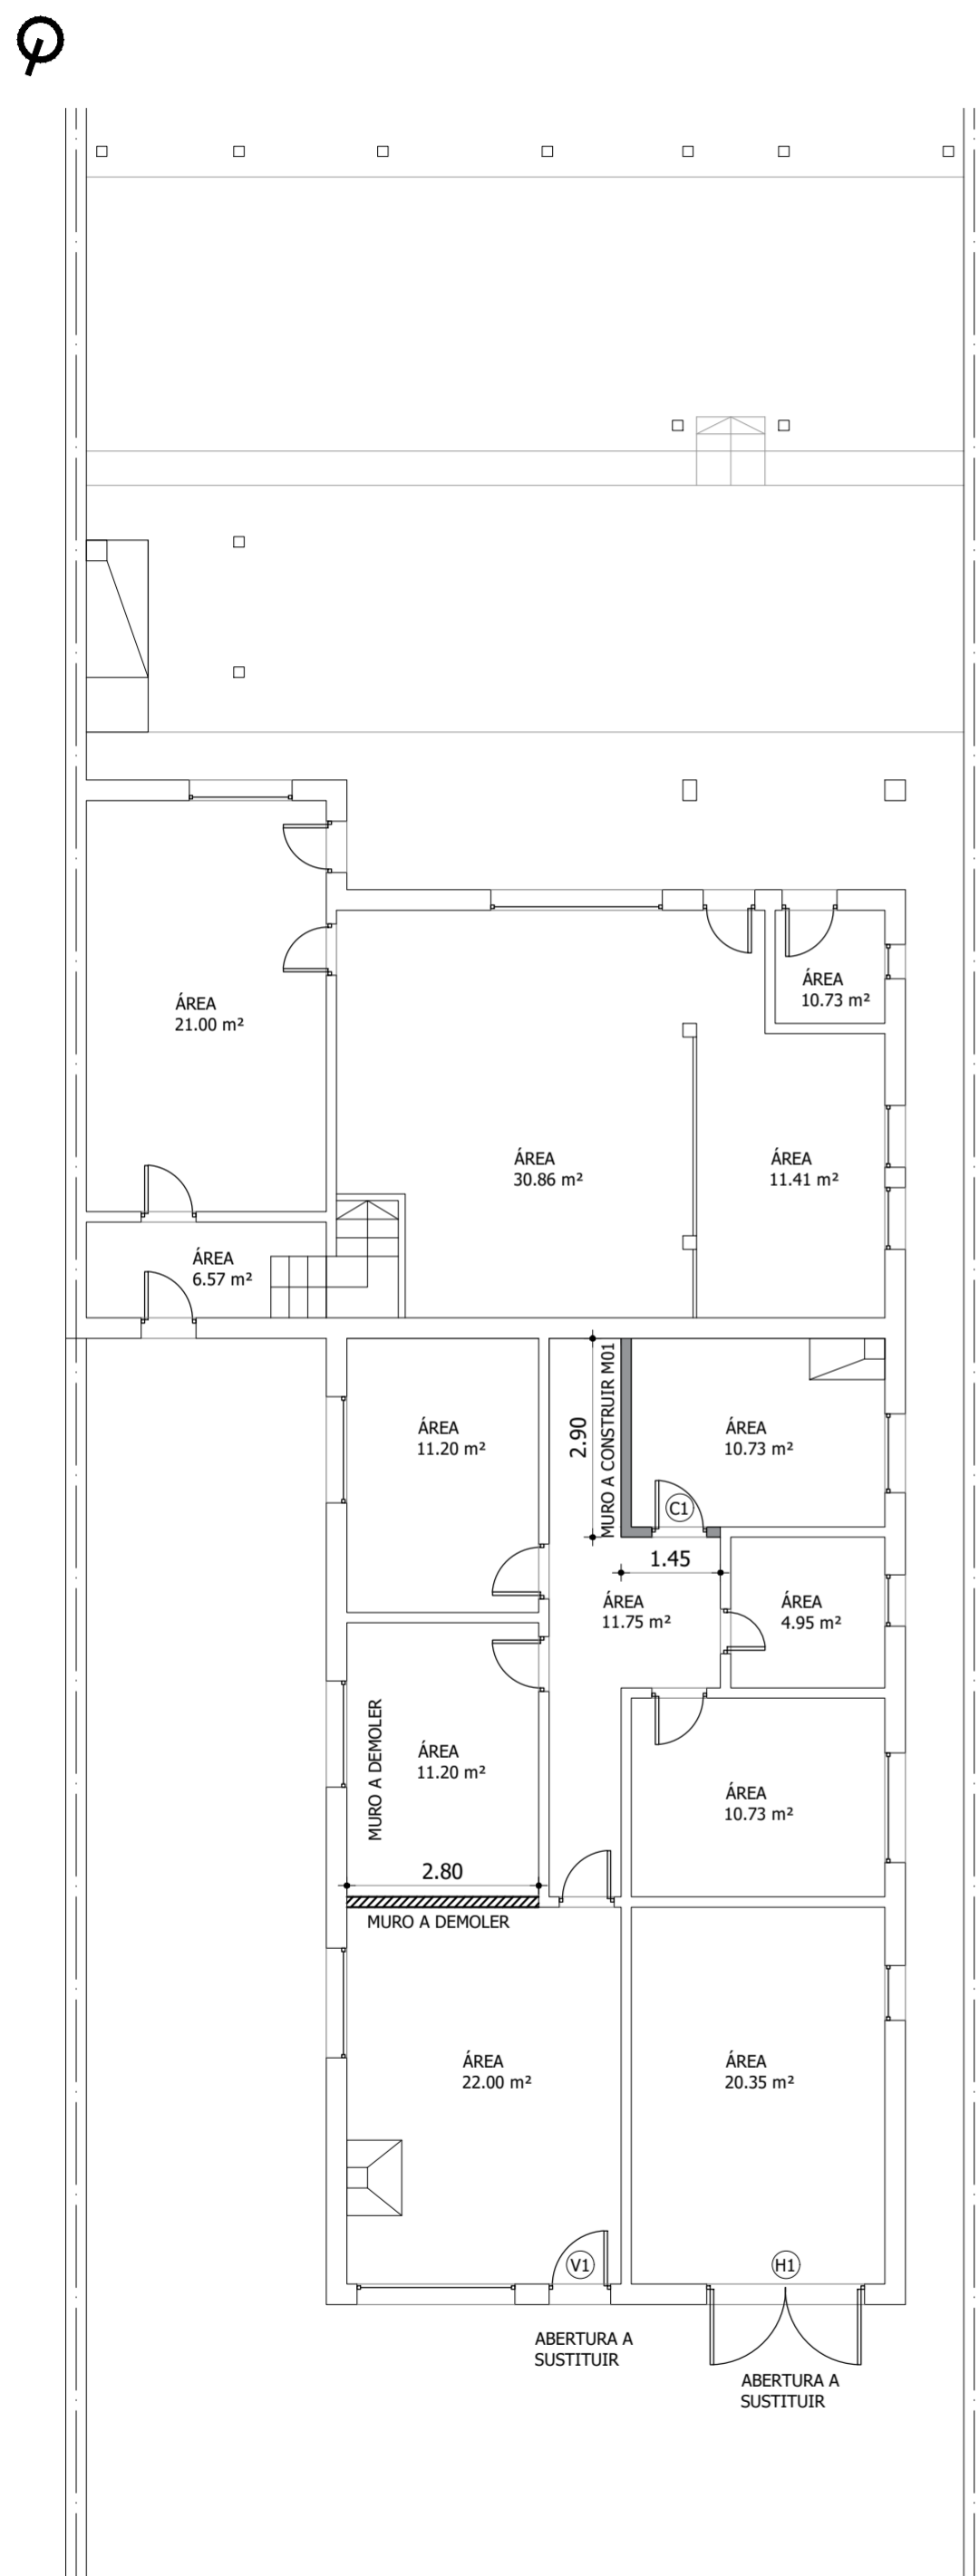 ÁREA
10.73 m²
ÁREA
21.00 m²
ÁREA
30.86 m²
ÁREA
11.41 m²
ÁREA
6.57 m²
MURO A CONSTRUIR M01
2.90
ÁREA
11.20 m²
ÁREA
10.73 m²
C1
1.45
ÁREA
11.75 m²
ÁREA
4.95 m²
MURO A DEMOLER
ÁREA
11.20 m²
ÁREA
10.73 m²
2.80
MURO A DEMOLER
ÁREA
22.00 m²
ÁREA
20.35 m²
V1
H1
ABERTURA A
SUSTITUIR
ABERTURA A
SUSTITUIR